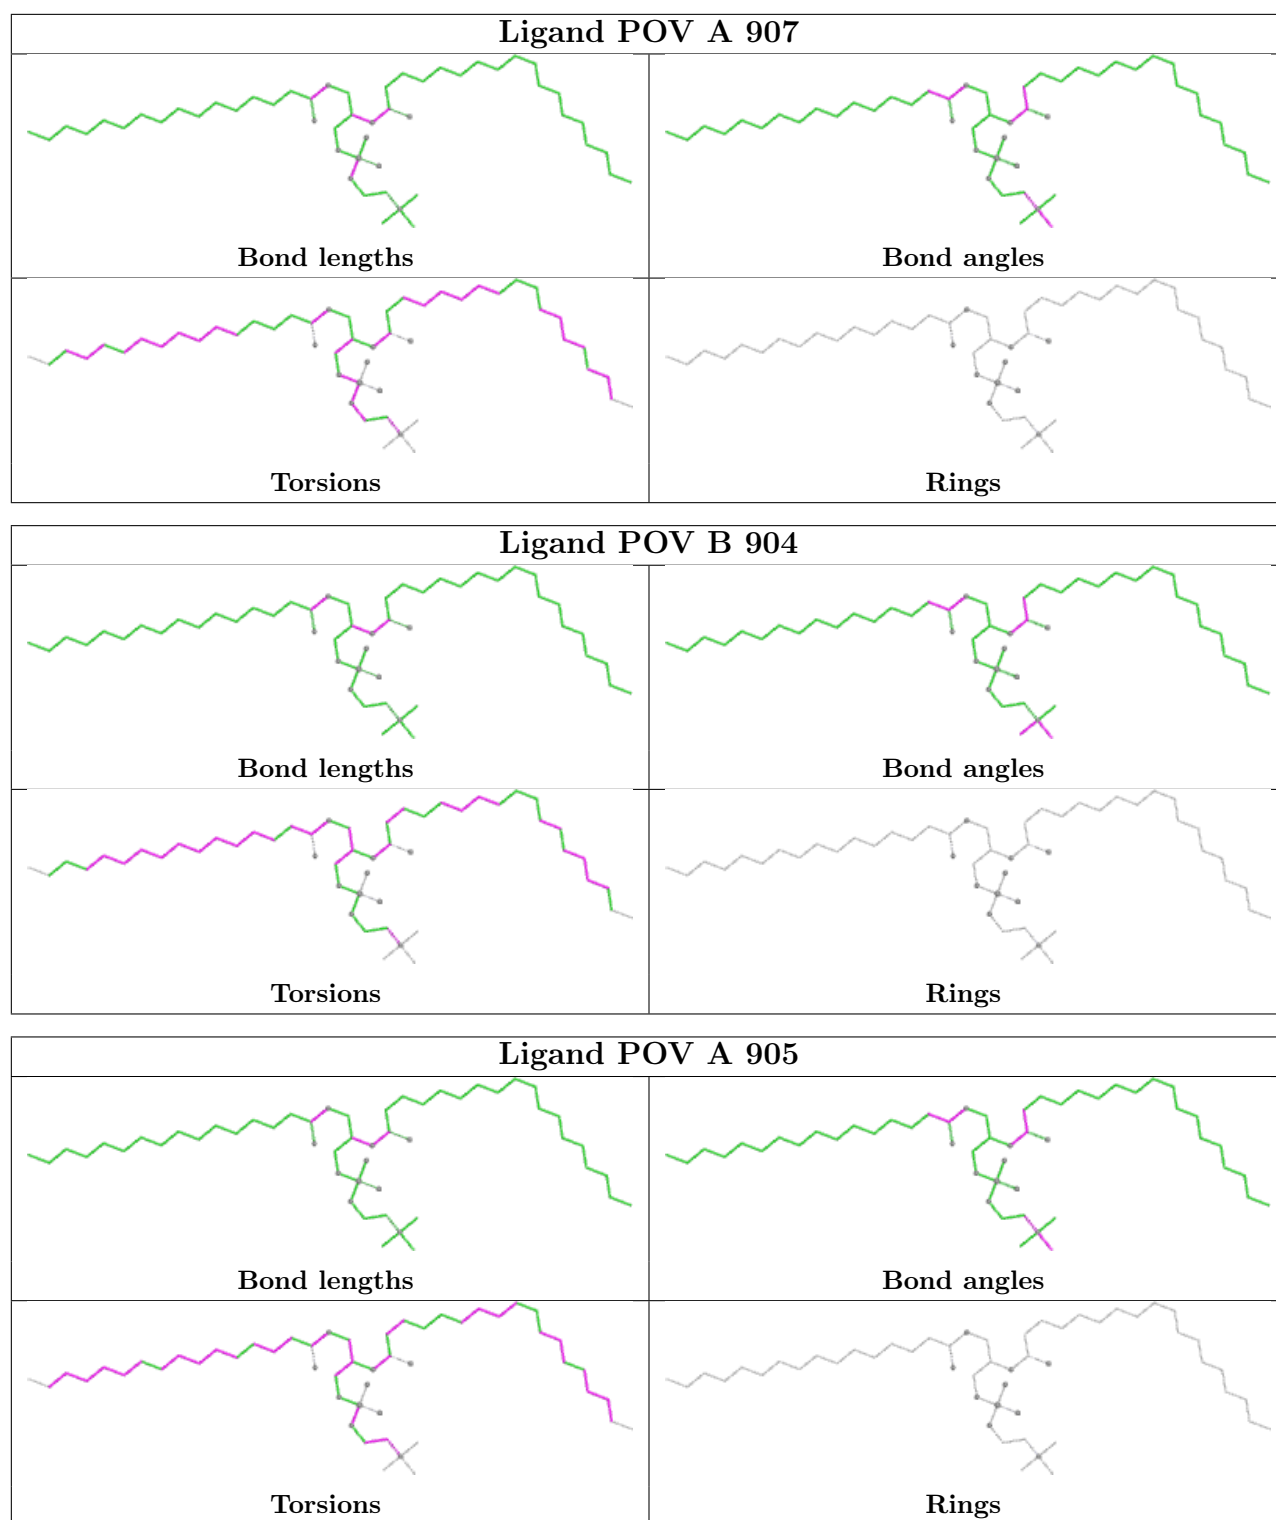 Ligand POV A 907
Bond lengths
Bond angles
Torsions
Rings
Ligand POV B 904
Bond lengths
Bond angles
Torsions
Rings
Ligand POV A 905
Bond lengths
Bond angles
Torsions
Rings